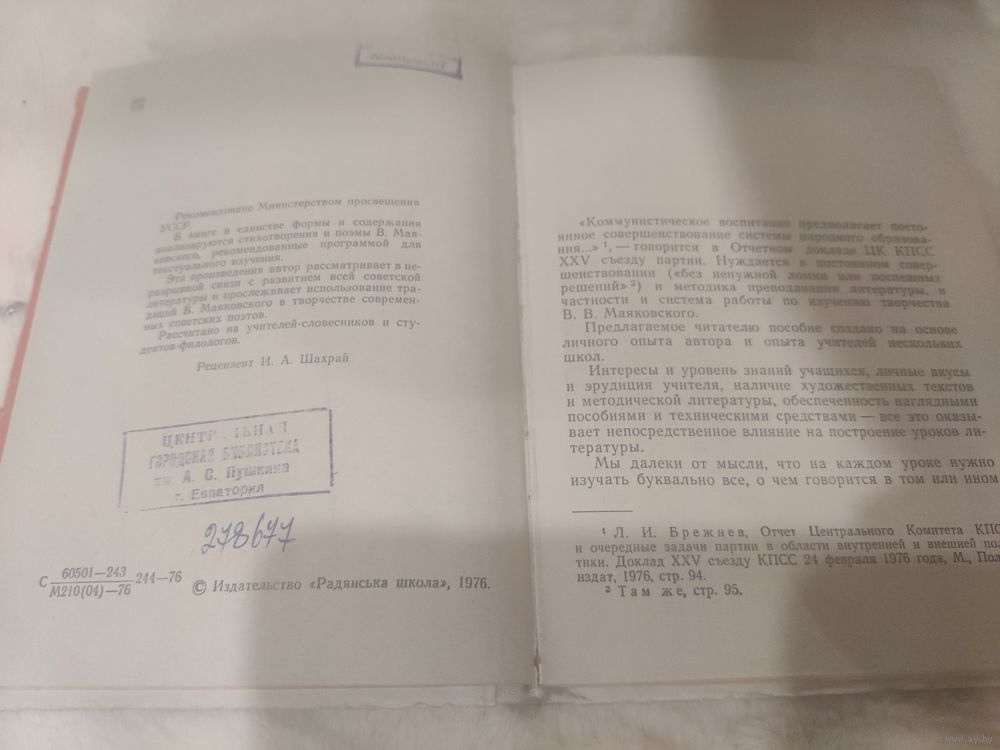 Рекомендовано Министерством просвещения
УССР
В книге в единстве формы и содержания
анализируются стихотворения и поэмы В. Мая-
ковского, рекомендованные программой для
текстуального изучения.
Эти произведения автор рассматривает в не-
разрывной связи с развитием всей советской
литературы и прослеживает использование тра-
диций В. Маяковского в творчестве современ-
ных советских поэтов.
Рассчитано на учителей-словесников и сту-
дентов-филологов.
Рецензент И. А. Шахрай
ЦЕНТР ЛЬНАЯ
ГОРОДСКАЯ БИБЛИОТЕКА
им А. С. Пушкина
г. Евпатория
278677
С 60501—243 244—76
М210(04)—76
© Издательство «Радянська школа», 1976.
«Коммунистическое воспитание предполагает посто-
янное совершенствование системы народного образова-
ния...» ¹, — говорится в Отчетном докладе ЦК КПСС
XXV съезду партии. Нуждается в постоянном совер-
шенствовании («без ненужной ломки или поспешных
решений» ²) и методика преподавания литературы, в
частности и система работы по изучению творчества
В. В. Маяковского.
Предлагаемое читателю пособие создано на основе
личного опыта автора и опыта учителей нескольких
школ.
Интересы и уровень знаний учащихся, личные вкусы
и эрудиция учителя, наличие художественных текстов
и методической литературы, обеспеченность наглядными
пособиями и техническими средствами — все это оказы-
вает непосредственное влияние на построение уроков ли-
тературы.
Мы далеки от мысли, что на каждом уроке нужно
изучать буквально все, о чем говорится в том или ином
¹ Л. И. Брежнев, Отчет Центрального Комитета КПС
и очередные задачи партии в области внутренней и внешней пол
тики. Доклад XXV съезду КПСС 24 февраля 1976 года, М., Пол
издат, 1976, стр. 94.
² Там же, стр. 95.
www.ay.by